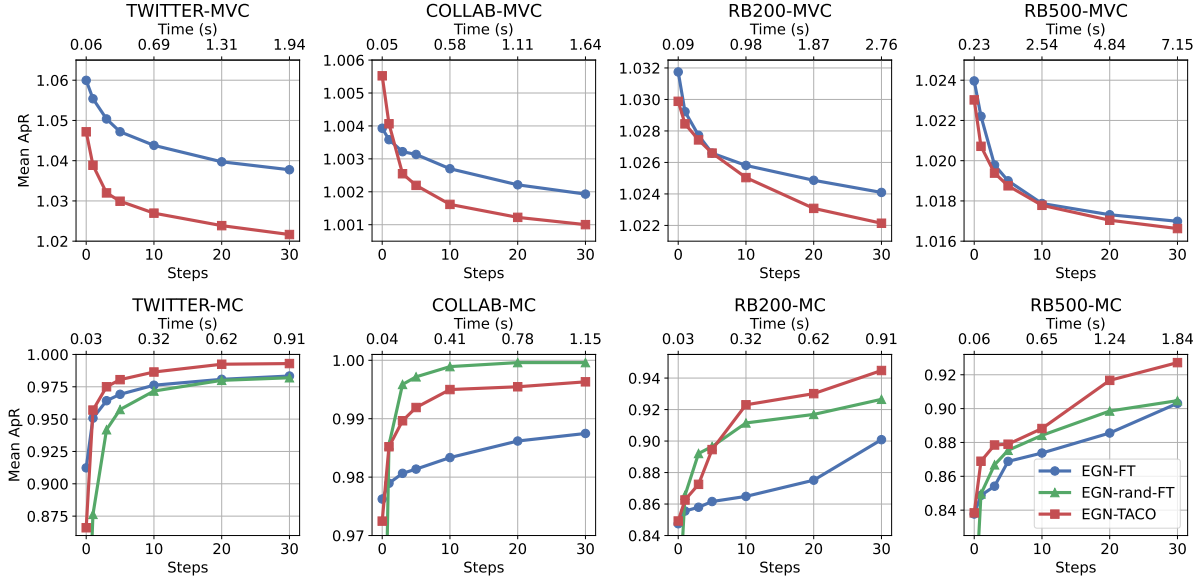 TWITTER-MVC
Time (s)
0.06 0.69 1.31 1.94
1.06
1.05
1.04
1.03
1.02
Mean ApR
0 10 20 30
Steps
COLLAB-MVC
Time (s)
0.05 0.58 1.11 1.64
1.006
1.005
1.004
1.003
1.002
1.001
0 10 20 30
Steps
RB200-MVC
Time (s)
0.09 0.98 1.87 2.76
1.032
1.030
1.028
1.026
1.024
1.022
0 10 20 30
Steps
RB500-MVC
Time (s)
0.23 2.54 4.84 7.15
1.024
1.022
1.020
1.018
1.016
0 10 20 30
Steps
TWITTER-MC
Time (s)
0.03 0.32 0.62 0.91
1.000
0.975
0.950
0.925
0.900
0.875
Mean ApR
0 10 20 30
Steps
COLLAB-MC
Time (s)
0.04 0.41 0.78 1.15
1.00
0.99
0.98
0.97
0 10 20 30
Steps
RB200-MC
Time (s)
0.03 0.32 0.62 0.91
0.94
0.92
0.90
0.88
0.86
0.84
0 10 20 30
Steps
RB500-MC
Time (s)
0.06 0.65 1.24 1.84
0.92
0.90
0.88
0.86
0.84
EGN-FT
EGN-rand-FT
EGN-TACO
0 10 20 30
Steps